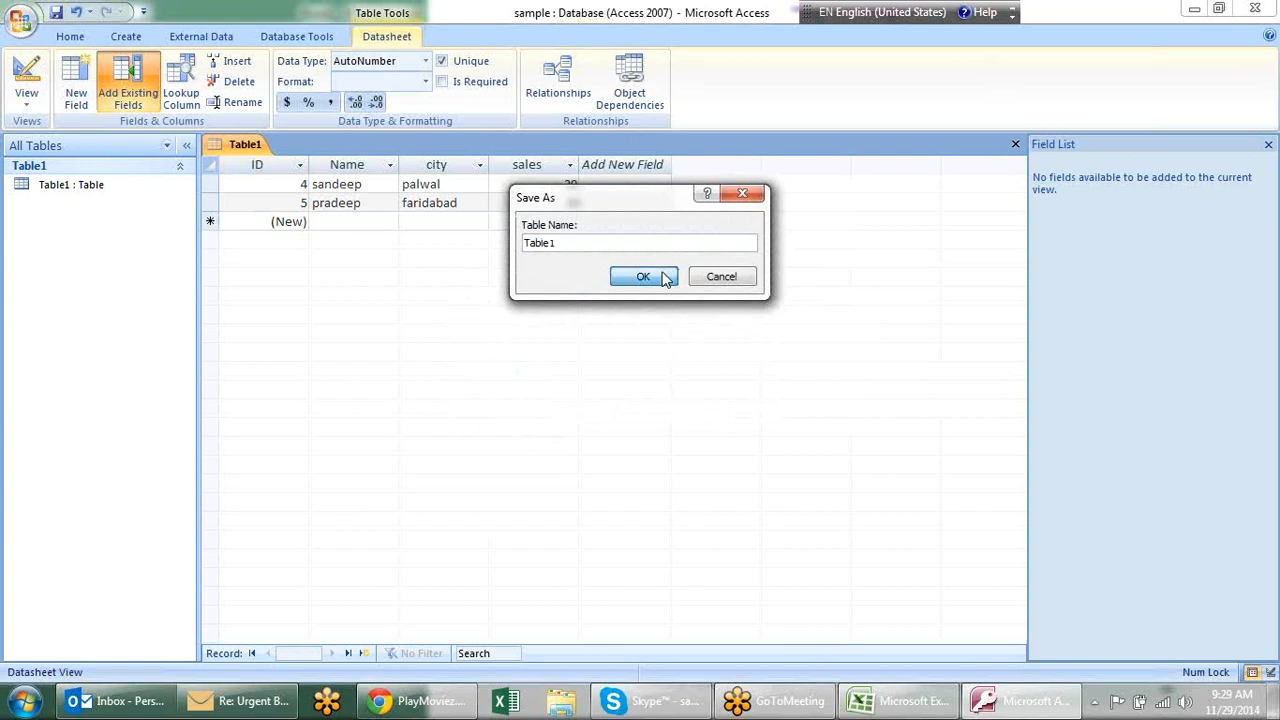 Table Tools
sample : Database (Access 2007) - Microsoft Access
EN English (United States)
Help
Home
Create
External Data
Database Tools
Datasheet
View
New Field
Add Existing Fields
Lookup Column
Insert
Delete
Rename
Data Type: AutoNumber
Format:
$ % ,
Unique
Is Required
Relationships
Object Dependencies
Views
Fields & Columns
Data Type & Formatting
Relationships
All Tables
Table1
Table1 : Table
Table1
ID Name city sales Add New Field
4 sandeep palwal
5 pradeep faridabad
(New)
Save As
Table Name:
Table1
OK
Cancel
Field List
No fields available to be added to the current
view.
Record:
No Filter
Search
Datasheet View
Num Lock
Inbox - Pers...
Re: Urgent B...
PlayMoviez....
Skype™ - sa...
GoToMeeting
Microsoft Ex...
Microsoft A...
9:29 AM
11/29/2014